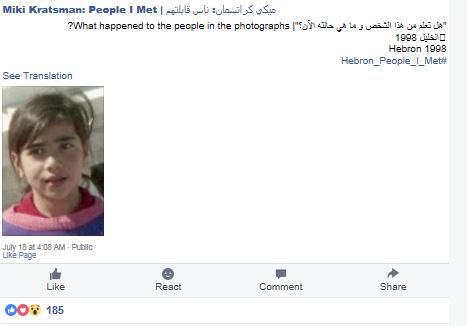 Miki Kratsman: People I Met | ميكي كراتسمان: ناس قابلتهم
"هل تعلم من هذا الشخص و ما هي حالته الآن؟"| What happened to the people in the photographs?
الخليل 1998
Hebron 1998
#Hebron_People_I_Met
See Translation
July 18 at 4:08 AM · Public
Like Page
Like React Comment Share
185